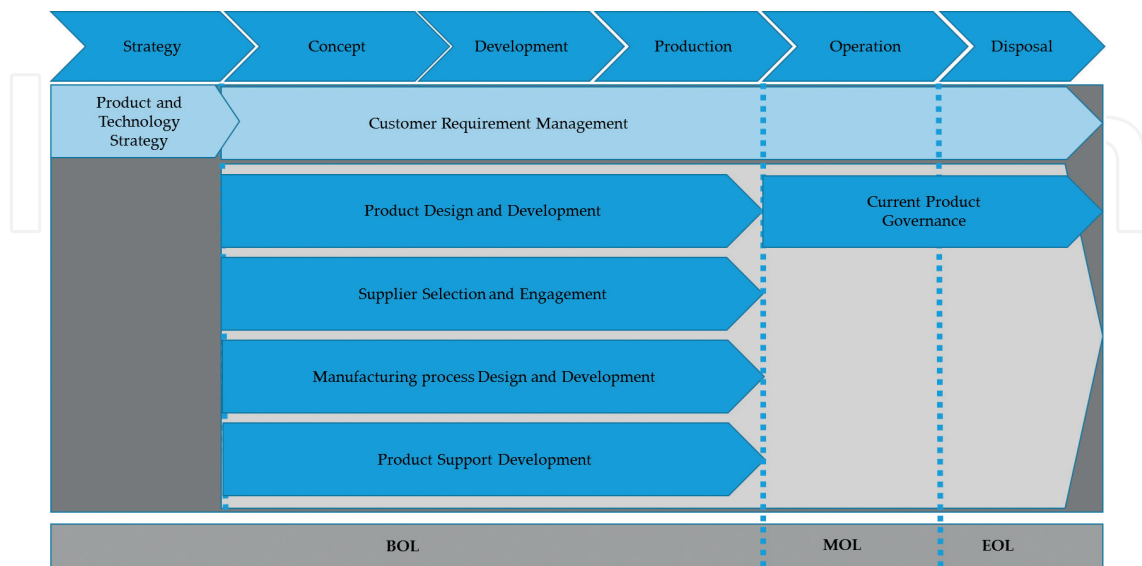 Strategy
Concept
Development
Production
Operation
Disposal
Product and
Technology
Strategy
Customer Requirement Management
Product Design and Development
Current Product
Governance
Supplier Selection and Engagement
Manufacturing process Design and Development
Product Support Development
BOL
MOL
EOL